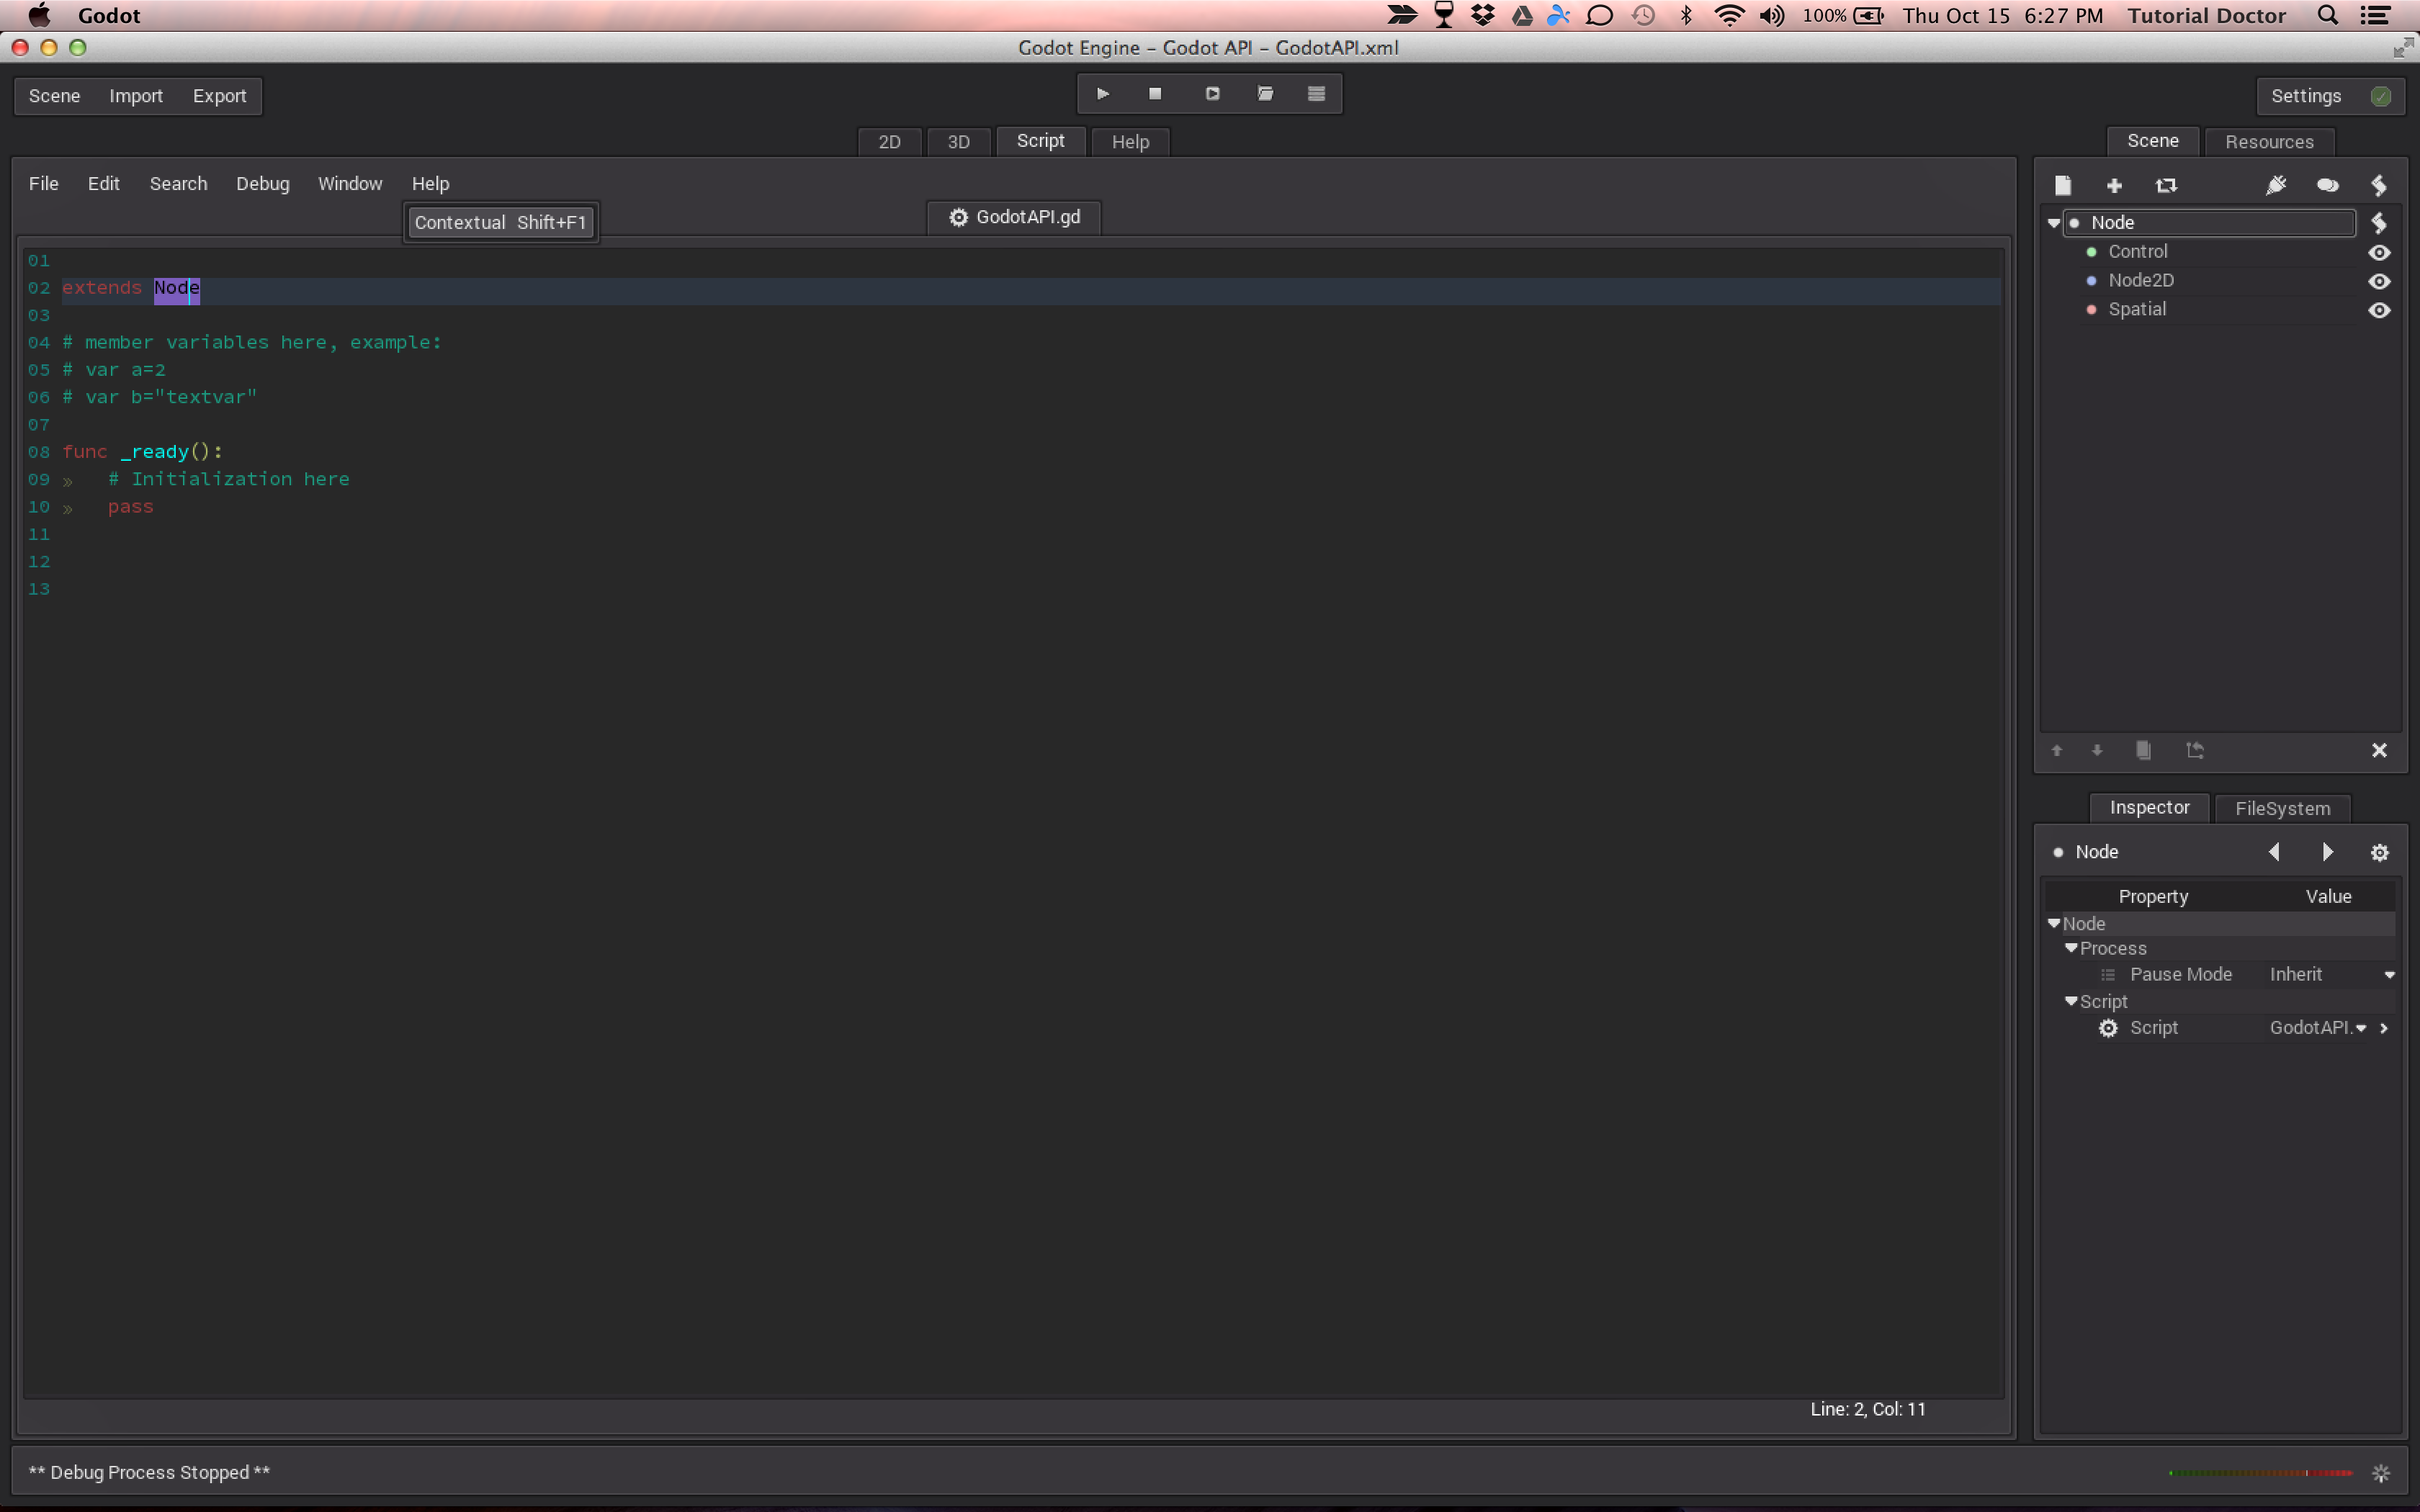 Godot
100%
Thu Oct 15 6:27 PM
Tutorial Doctor
Godot Engine – Godot API – GodotAPI.xml
Scene Import Export
Settings
2D 3D Script Help
Scene Resources
File Edit Search Debug Window Help
Contextual Shift+F1
GodotAPI.gd
01
02 extends Node
03
04 # member variables here, example:
05 # var a=2
06 # var b="textvar"
07
08 func _ready():
09 » # Initialization here
10 » pass
11
12
13
Line: 2, Col: 11
** Debug Process Stopped **
Node
Control
Node2D
Spatial
Inspector FileSystem
Node
Property Value
Node
Process
Pause Mode Inherit
Script
Script GodotAPI.